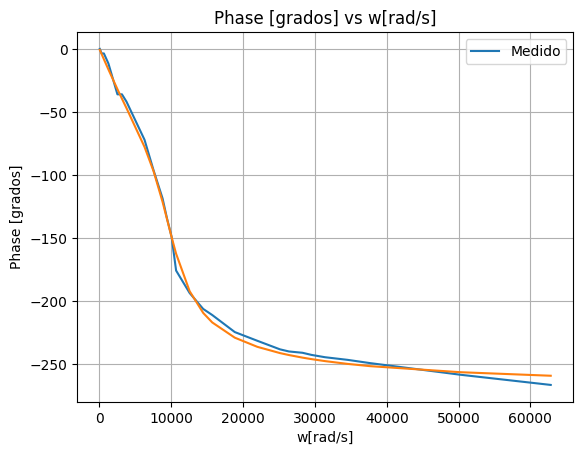 Phase [grados] vs w[rad/s]
Medido
Phase [grados]
0
−50
−100
−150
−200
−250
0 10000 20000 30000 40000 50000 60000
w[rad/s]